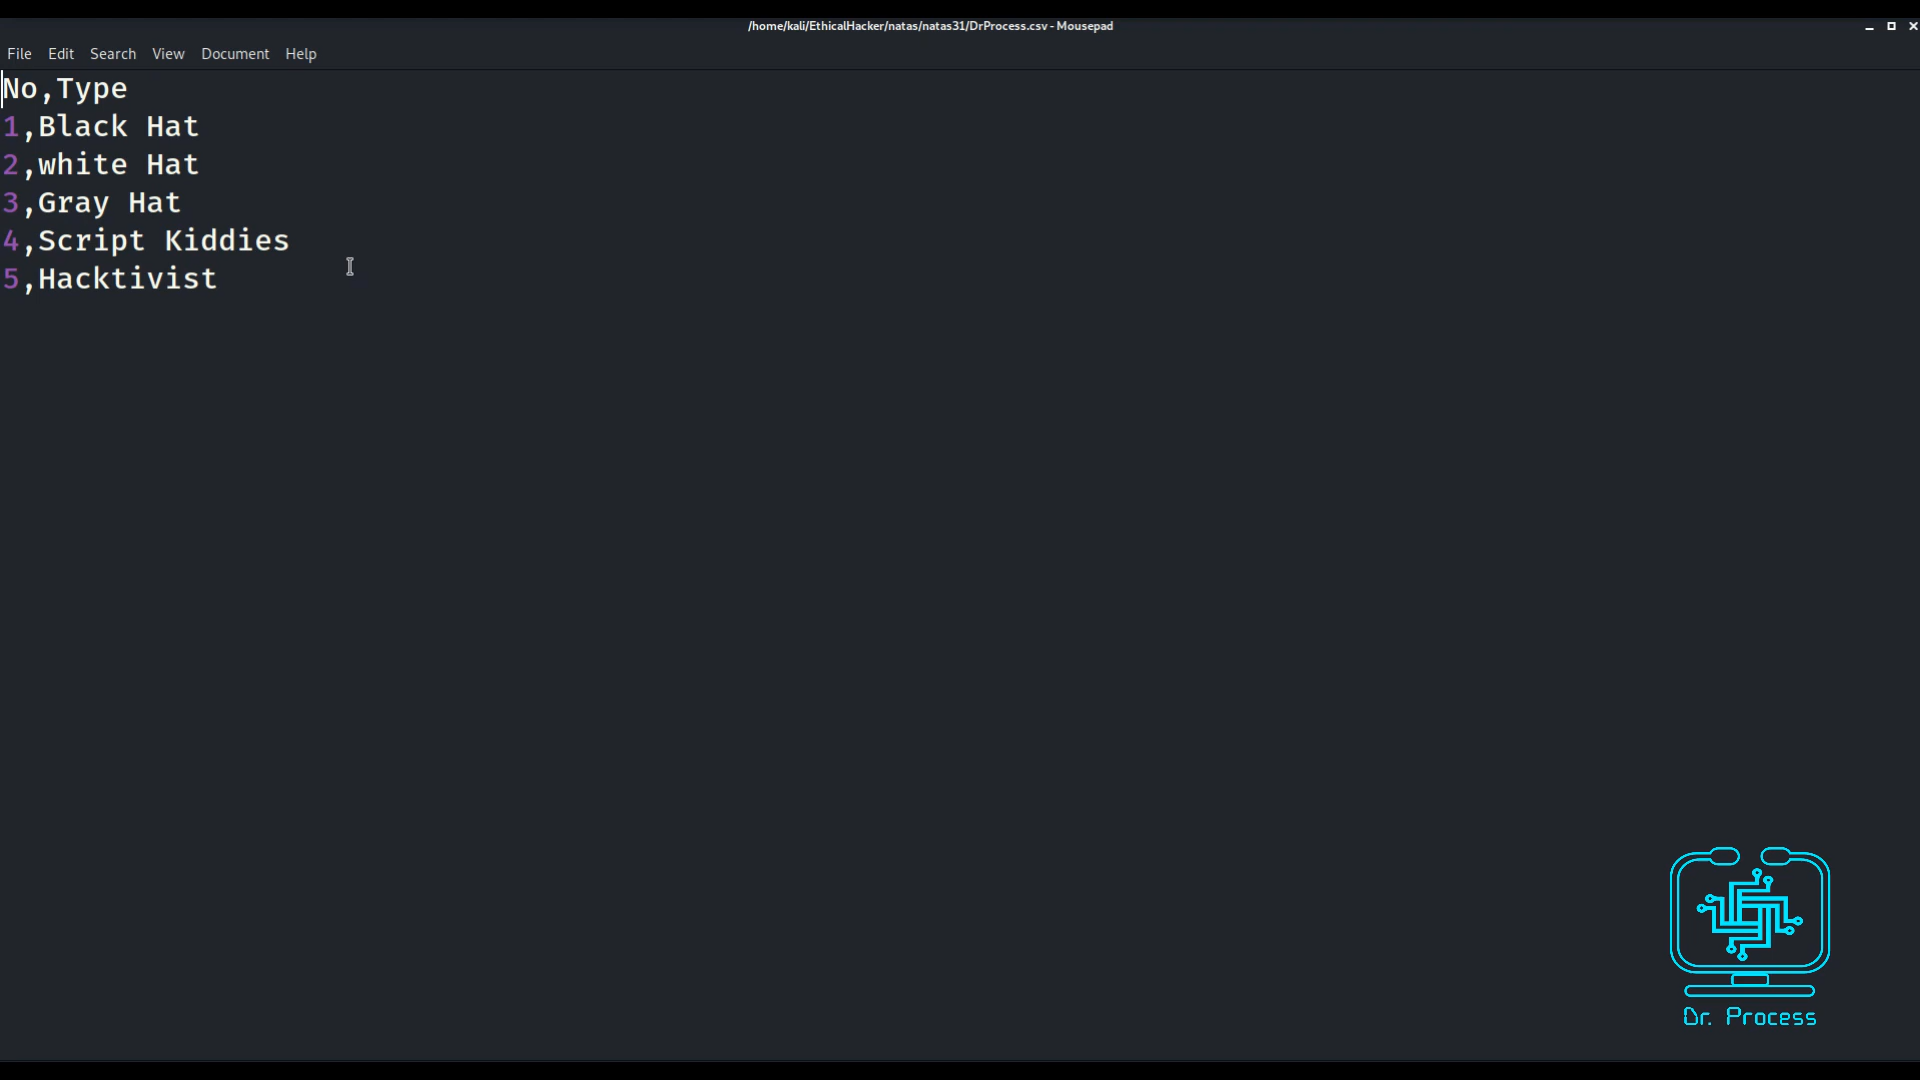 /home/kali/EthicalHacker/natas/natas31/DrProcess.csv - Mousepad
File Edit Search View Document Help
No,Type
1,Black Hat
2,white Hat
3,Gray Hat
4,Script Kiddies
5,Hacktivist
Dr. Process